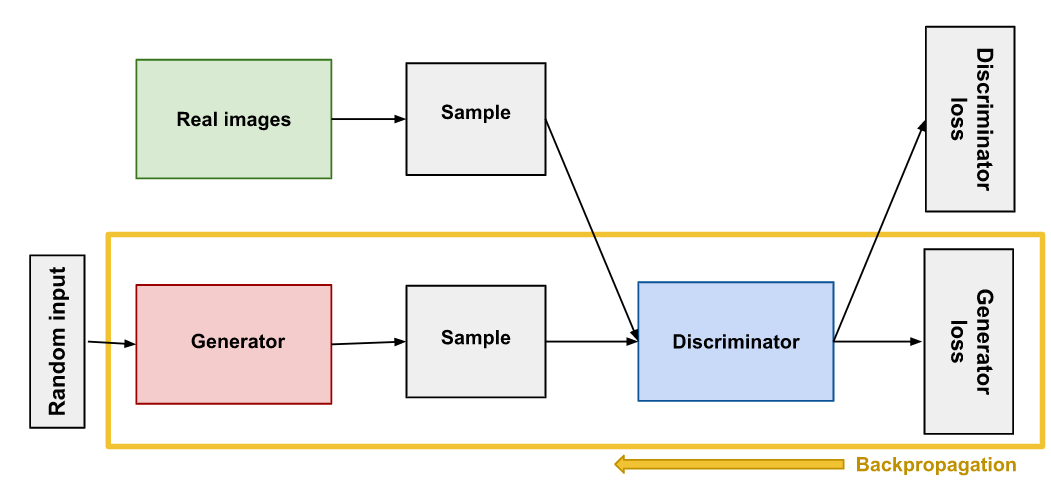 Real images
Sample
Discriminator
loss
Random input
Generator
Sample
Discriminator
Generator
loss
Backpropagation